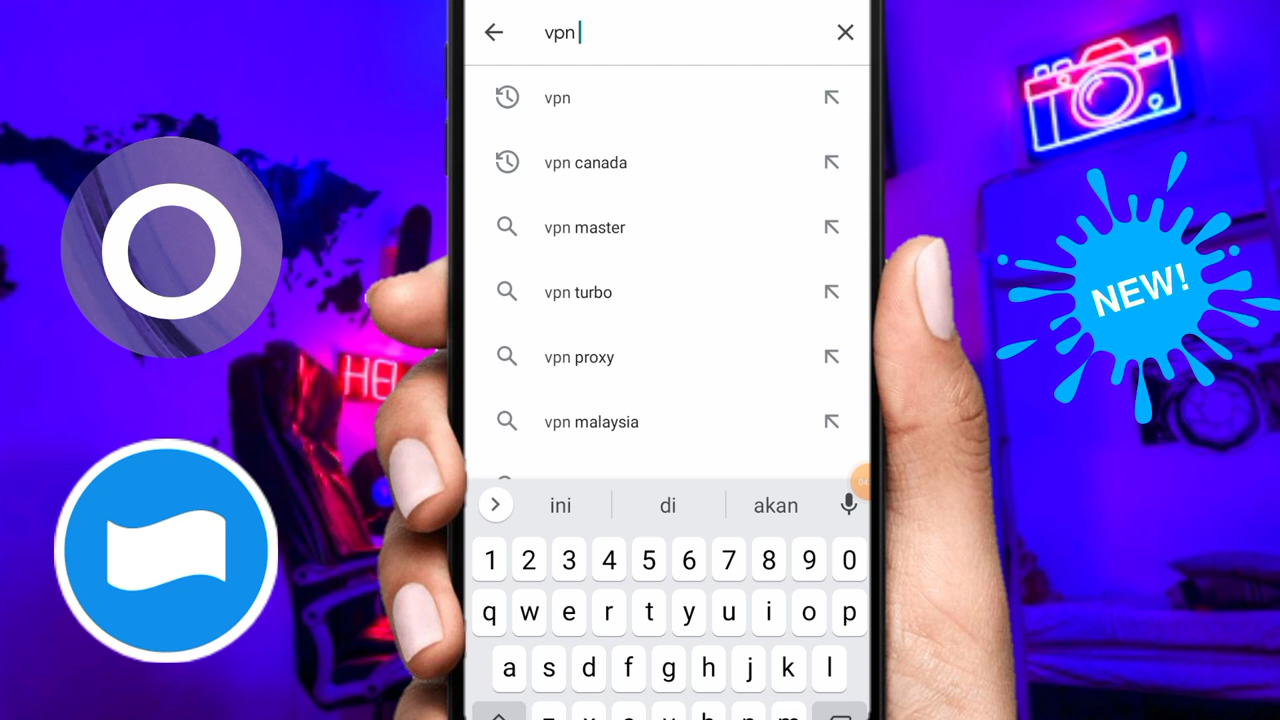 vpn
vpn
vpn canada
vpn master
vpn turbo
vpn proxy
vpn malaysia
ini di akan
1 2 3 4 5 6 7 8 9 0
q w e r t y u i o p
a s d f g h j k l
NEW!